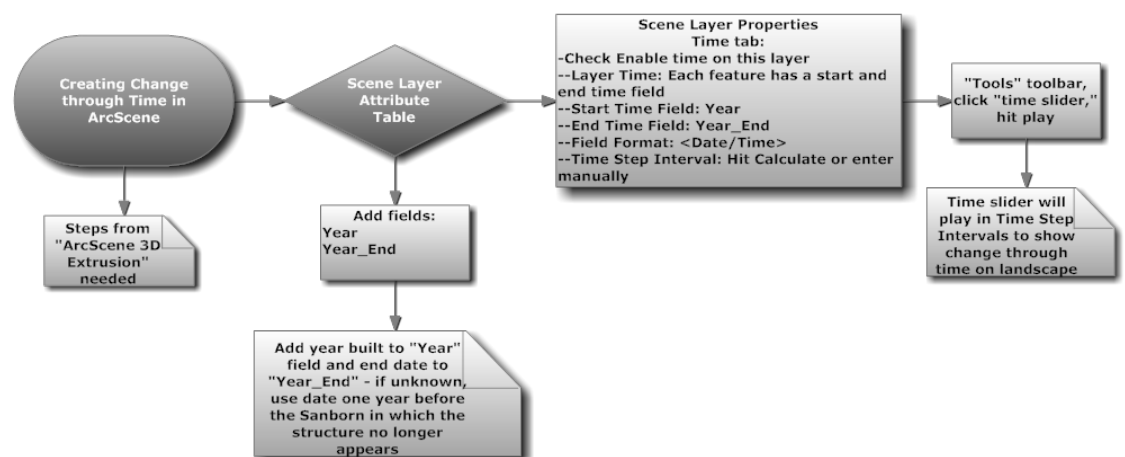 Creating Change
through Time in
ArcScene
Steps from
"ArcScene 3D
Extrusion"
needed
Scene Layer
Attribute
Table
Add fields:
Year
Year_End
Add year built to "Year"
field and end date to
"Year_End" - if unknown,
use date one year before
the Sanborn in which the
structure no longer
appears
Scene Layer Properties
Time tab:
-Check Enable time on this layer
--Layer Time: Each feature has a start and
end time field
--Start Time Field: Year
--End Time Field: Year_End
--Field Format: <Date/Time>
--Time Step Interval: Hit Calculate or enter
manually
"Tools" toolbar,
click "time slider,"
hit play
Time slider will
play in Time Step
Intervals to show
change through
time on landscape